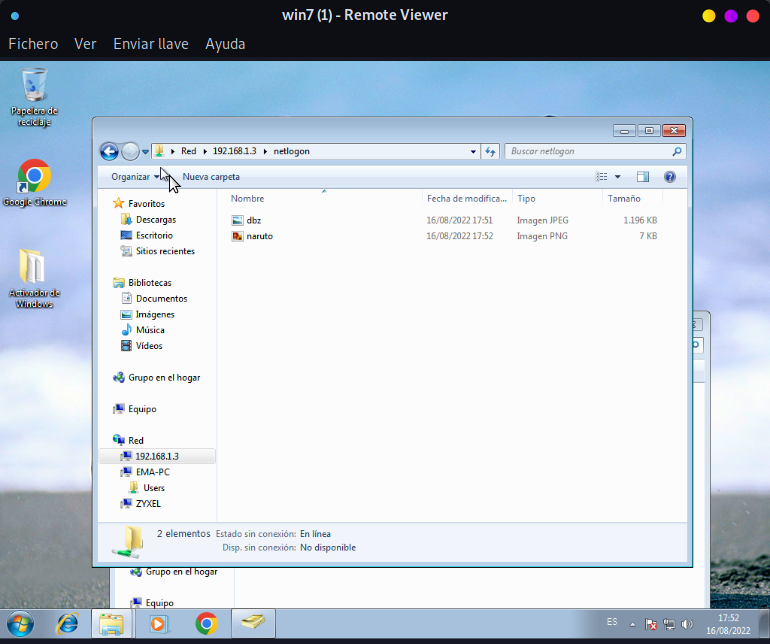 win7 (1) - Remote Viewer
Fichero Ver Enviar llave Ayuda
Papelera de
reciclaje
Google Chrome
Activador de
Windows
Red 192.168.1.3 netlogon
Buscar netlogon
Organizar Nueva carpeta
Nombre Fecha de modifica... Tipo Tamaño
dbz 16/08/2022 17:51 Imagen JPEG 1.196 KB
naruto 16/08/2022 17:52 Imagen PNG 7 KB
Favoritos
Descargas
Escritorio
Sitios recientes
Bibliotecas
Documentos
Imágenes
Música
Vídeos
Grupo en el hogar
Equipo
Red
192.168.1.3
EMA-PC
Users
ZYXEL
2 elementos Estado sin conexión: En línea
Disp. sin conexión: No disponible
Grupo en el hogar
Equipo
ES
17:52
16/08/2022